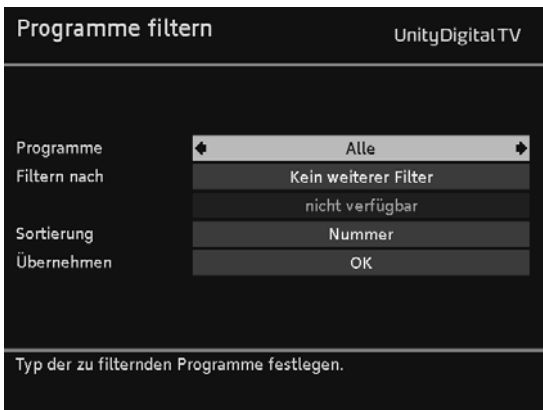 Programme filtern
UnityDigitalTV
Programme Alle
Filtern nach Kein weiterer Filter
nicht verfügbar
Sortierung Nummer
Übernehmen OK
Typ der zu filternden Programme festlegen.